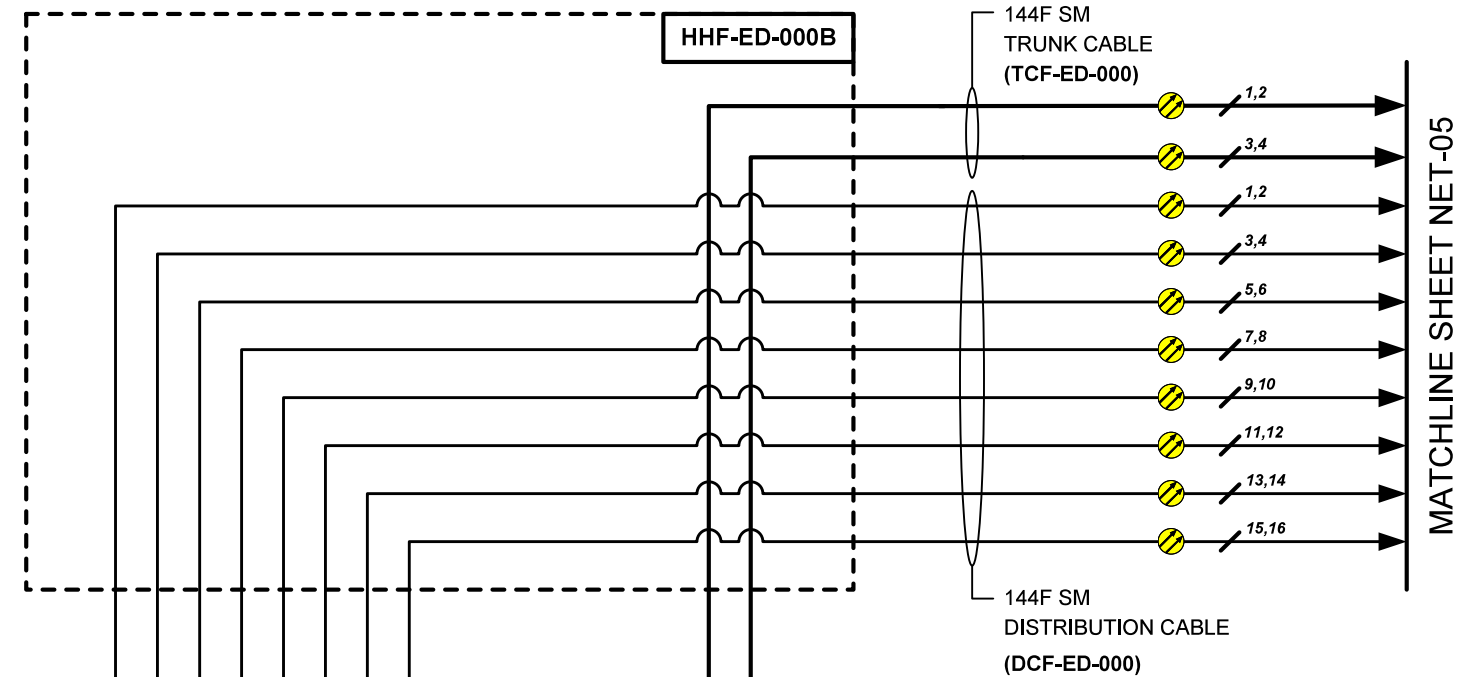 HHF-ED-000B
144F SM
TRUNK CABLE
(TCF-ED-000)
1,2
3,4
1,2
3,4
5,6
7,8
9,10
11,12
13,14
15,16
144F SM
DISTRIBUTION CABLE
(DCF-ED-000)
MATCHLINE SHEET NET-05